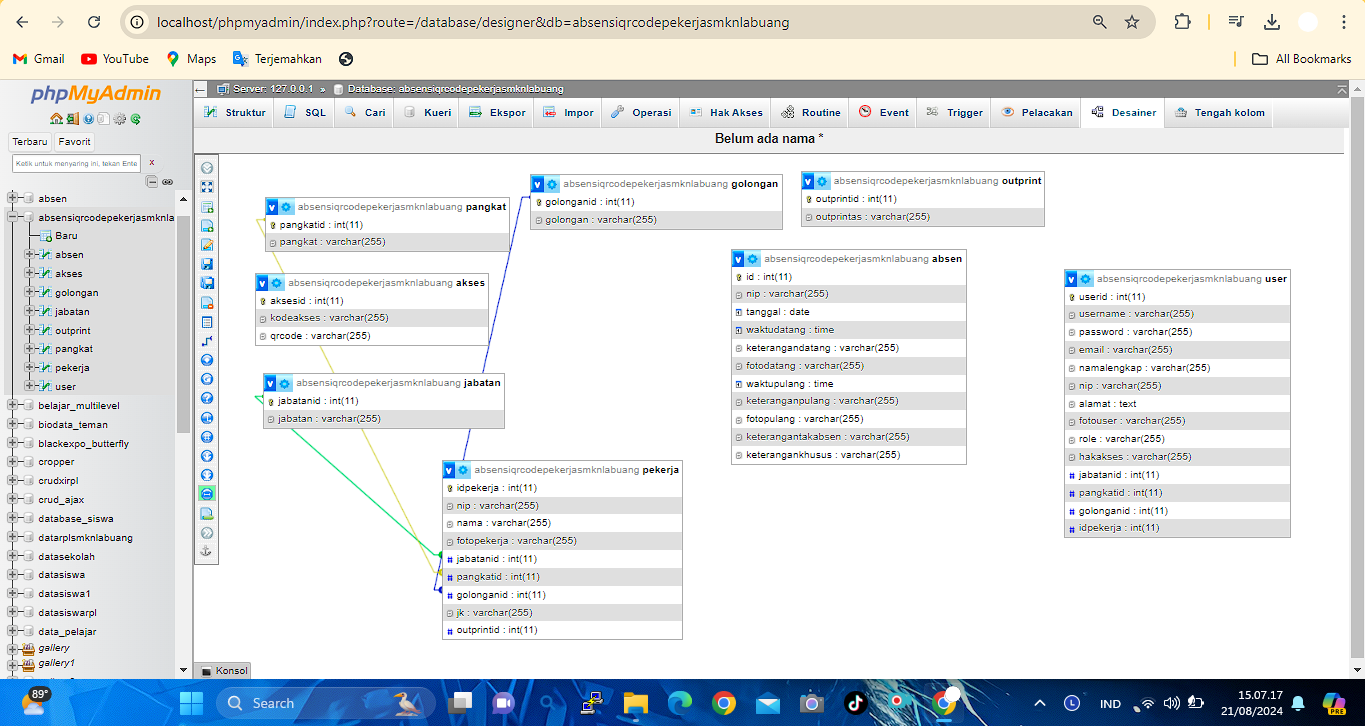 localhost/phpmyadmin/index.php?route=/database/designer&db=absensiqrcodepekerjasmknlabuang
Gmail YouTube Maps Terjemahkan All Bookmarks
phpMyAdmin
Terbaru Favorit
Ketik untuk menyaring ini, tekan Ente X
absen
absensiqrcodepekerjasmknla
Baru
absen
akses
golongan
jabatan
outprint
pangkat
pekerja
user
belajar_multilevel
biodata_teman
blackexpo_butterfly
cropper
crudxirpl
crud_ajax
database_siswa
datarplsmknlabuang
datasekolah
datasiswa
datasiswa1
datasiswarpl
data_pelajar
gallery
gallery1
Server: 127.0.0.1 » Database: absensiqrcodepekerjasmknlabuang
Struktur SQL Cari Kueri Ekspor Impor Operasi Hak Akses Routine Event Trigger Pelacakan Desainer Tengah kolom
Belum ada nama *
absensiqrcodepekerjasmknlabuang pangkat
pangkatid : int(11)
pangkat : varchar(255)
absensiqrcodepekerjasmknlabuang golongan
golonganid : int(11)
golongan : varchar(255)
absensiqrcodepekerjasmknlabuang outprint
outprintid : int(11)
outprintas : varchar(255)
absensiqrcodepekerjasmknlabuang akses
aksesid : int(11)
kodeakses : varchar(255)
qrcode : varchar(255)
absensiqrcodepekerjasmknlabuang absen
id : int(11)
nip : varchar(255)
tanggal : date
waktudatang : time
keterangandatang : varchar(255)
fotodatang : varchar(255)
waktupulang : time
keteranganpulang : varchar(255)
fotopulang : varchar(255)
keterangantakabsen : varchar(255)
keterangankhusus : varchar(255)
absensiqrcodepekerjasmknlabuang user
userid : int(11)
username : varchar(255)
password : varchar(255)
email : varchar(255)
namalengkap : varchar(255)
nip : varchar(255)
alamat : text
fotouser : varchar(255)
role : varchar(255)
hakakses : varchar(255)
jabatanid : int(11)
pangkatid : int(11)
golonganid : int(11)
idpekerja : int(11)
absensiqrcodepekerjasmknlabuang jabatan
jabatanid : int(11)
jabatan : varchar(255)
absensiqrcodepekerjasmknlabuang pekerja
idpekerja : int(11)
nip : varchar(255)
nama : varchar(255)
fotopekerja : varchar(255)
jabatanid : int(11)
pangkatid : int(11)
golonganid : int(11)
jk : varchar(255)
outprintid : int(11)
Konsol
89°
Search
IND
15.07.17
21/08/2024
PRE